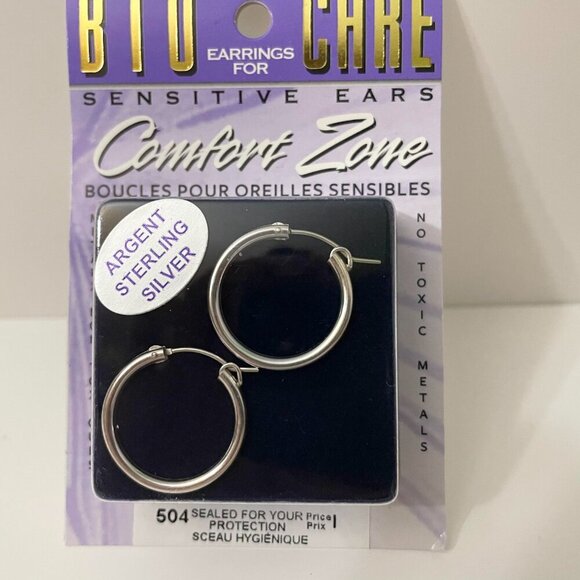 BIO EARRINGS FOR CARE
SENSITIVE EARS
Comfort Zone
BOUCLES POUR OREILLES SENSIBLES
ARGENT
STERLING
SILVER
NO TOXIC METALS
504 SEALED FOR YOUR PROTECTION
SCEAU HYGIÉNIQUE
Price
Prix